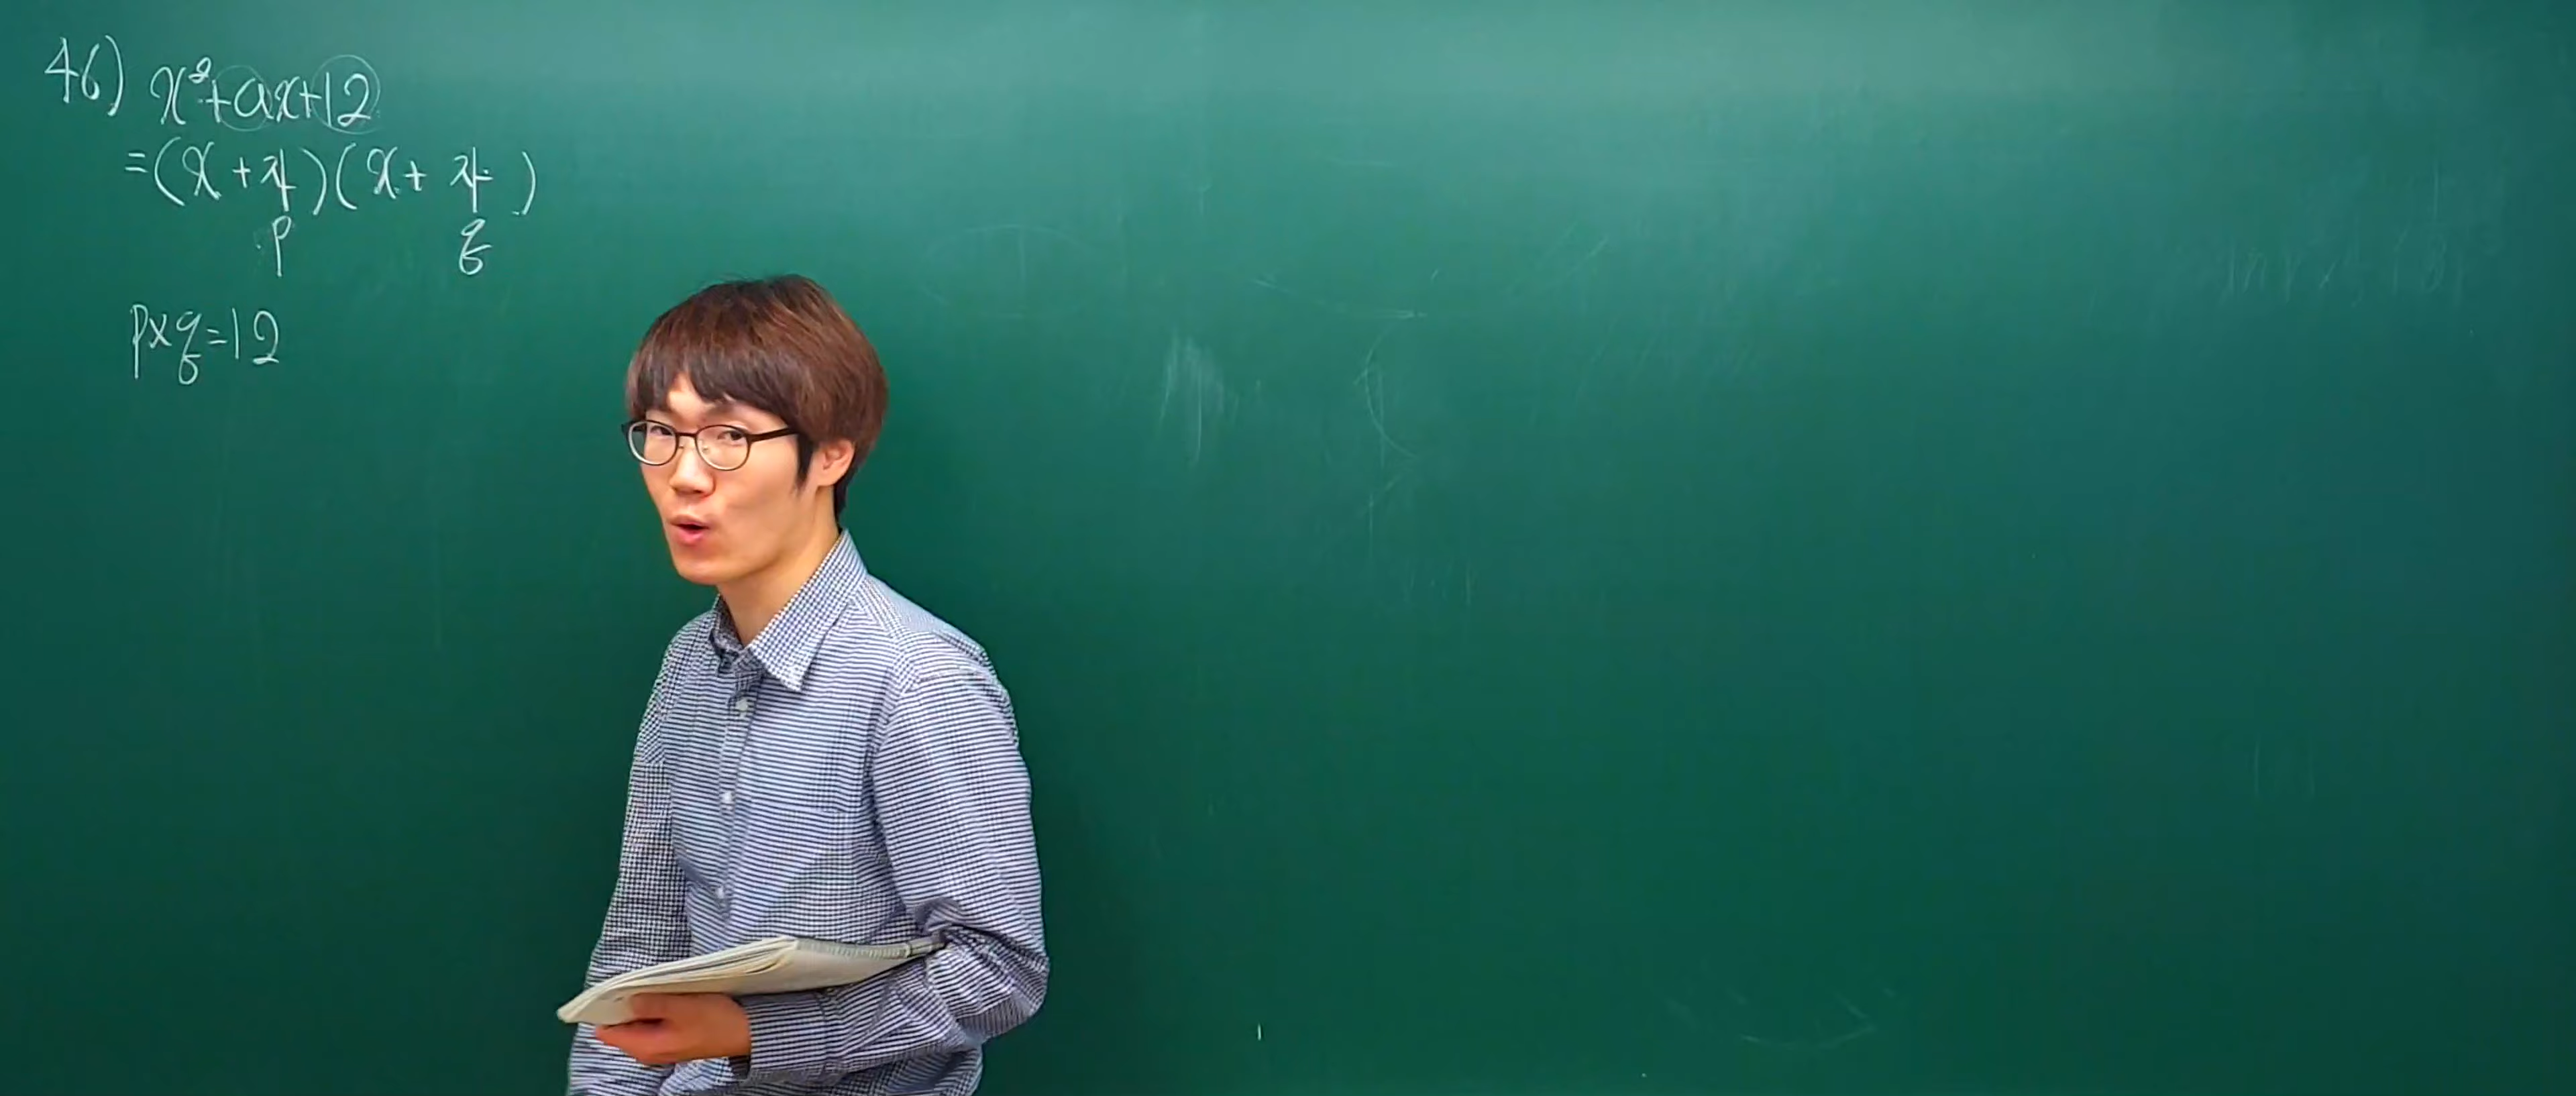 46) x²+ax+12
=(x+자)(x+자)
p q
p×q=12